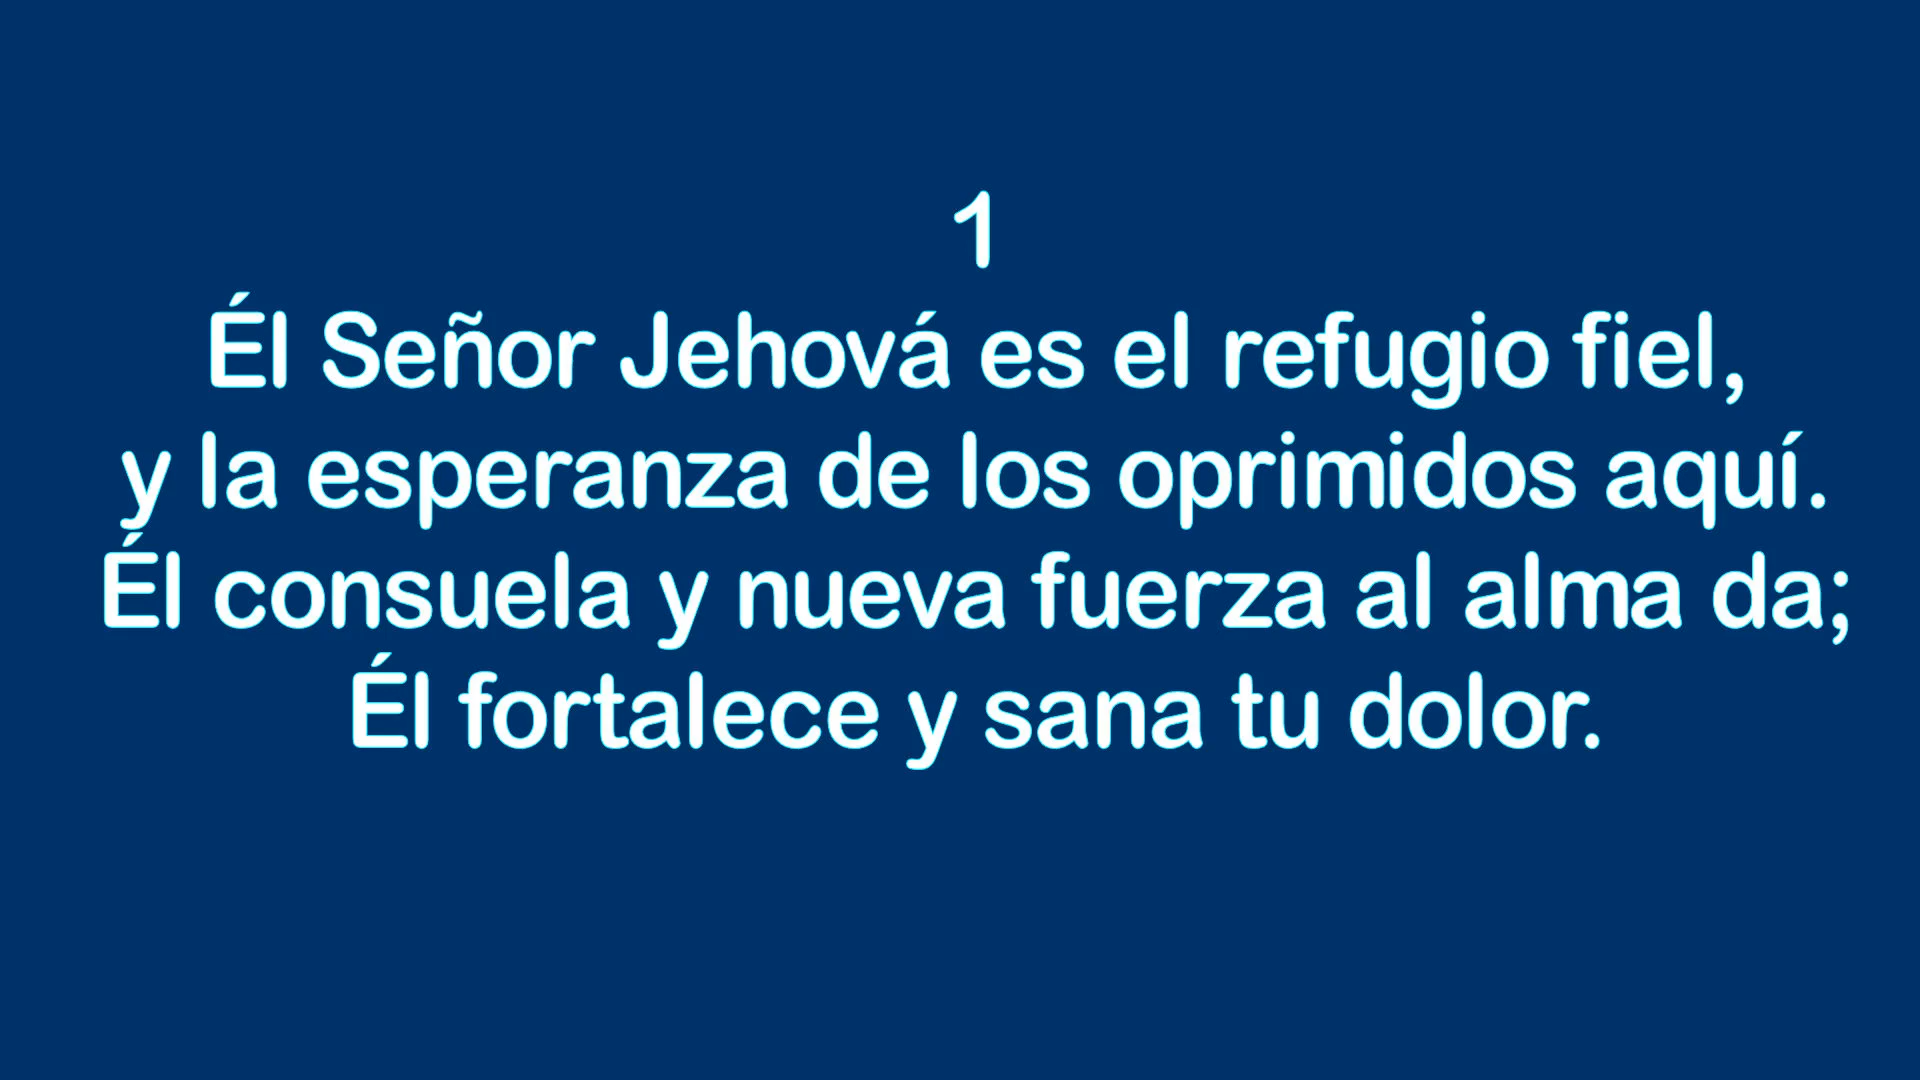 1
Él Señor Jehová es el refugio fiel,
y la esperanza de los oprimidos aquí.
Él consuela y nueva fuerza al alma da;
Él fortalece y sana tu dolor.